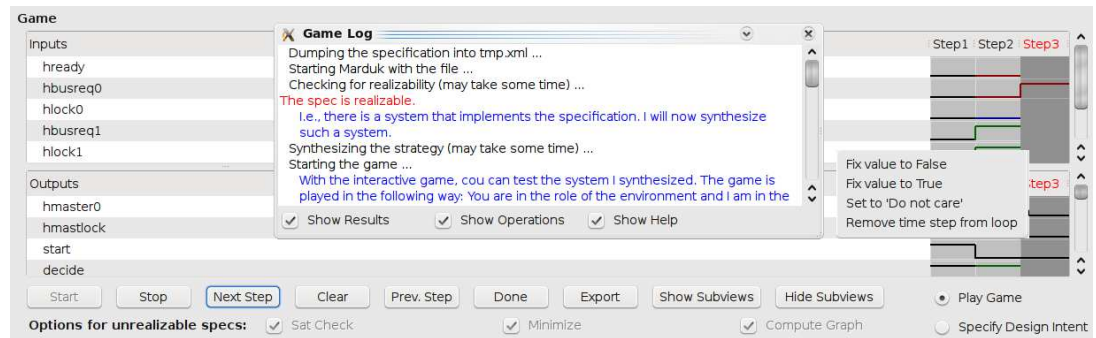 Game
Game Log
Inputs
Step1 Step2 Step3
Dumping the specification into tmp.xml ...
hready
Starting Marduk with the file ...
hbusreq0
Checking for realizability (may take some time) ...
The spec is realizable.
hlock0
I.e., there is a system that implements the specification. I will now synthesize
such a system.
hbusreq1
Synthesizing the strategy (may take some time) ...
hlock1
Starting the game ...
Fix value to False
With the interactive game, cou can test the system I synthesized. The game is
played in the following way: You are in the role of the environment and I am in the
Fix value to True
Outputs
tep3
Set to 'Do not care'
hmaster0
Show Results Show Operations Show Help
Remove time step from loop
hmastlock
start
decide
Start Stop Next Step Clear Prev. Step Done Export Show Subviews Hide Subviews Play Game
Options for unrealizable specs: Sat Check Minimize Compute Graph Specify Design Intent